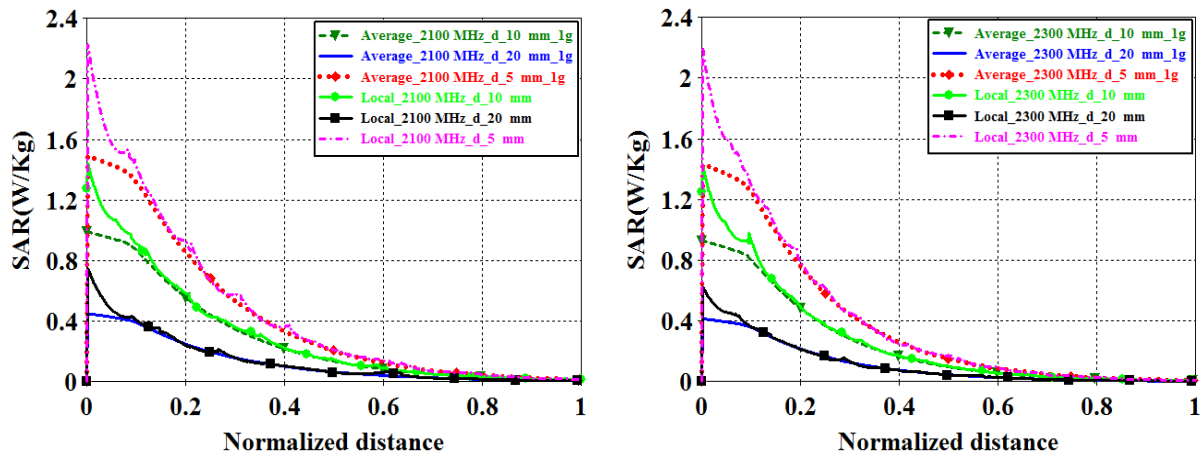 2.4
2
1.6
1.2
0.8
0.4
0
SAR(W/Kg)
Average_2100 MHz_d_10 mm_1g
Average_2100 MHz_d_20 mm_1g
Average_2100 MHz_d_5 mm_1g
Local_2100 MHz_d_10 mm
Local_2100 MHz_d_20 mm
Local_2100 MHz_d_5 mm
0 0.2 0.4 0.6 0.8 1
Normalized distance
2.4
2
1.6
1.2
0.8
0.4
0
SAR(W/Kg)
Average_2300 MHz_d_10 mm_1g
Average_2300 MHz_d_20 mm_1g
Average_2300 MHz_d_5 mm_1g
Local_2300 MHz_d_10 mm
Local_2300 MHz_d_20 mm
Local_2300 MHz_d_5 mm
0 0.2 0.4 0.6 0.8 1
Normalized distance